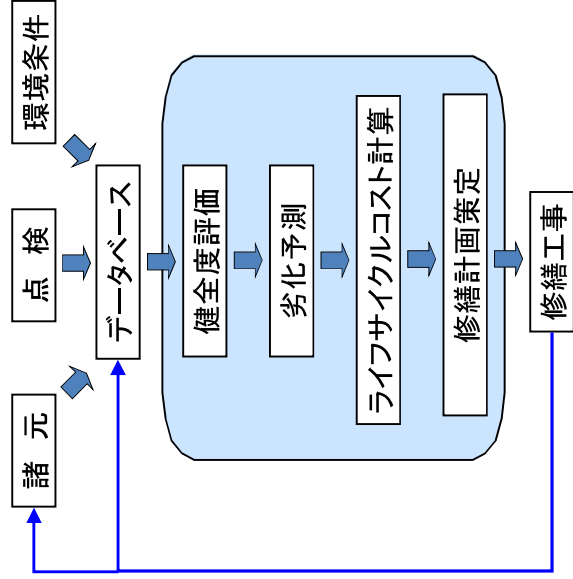 諸　元
点　検
環境条件
データベース
健全度評価
劣化予測
ライフサイクルコスト計算
修繕計画策定
修繕工事